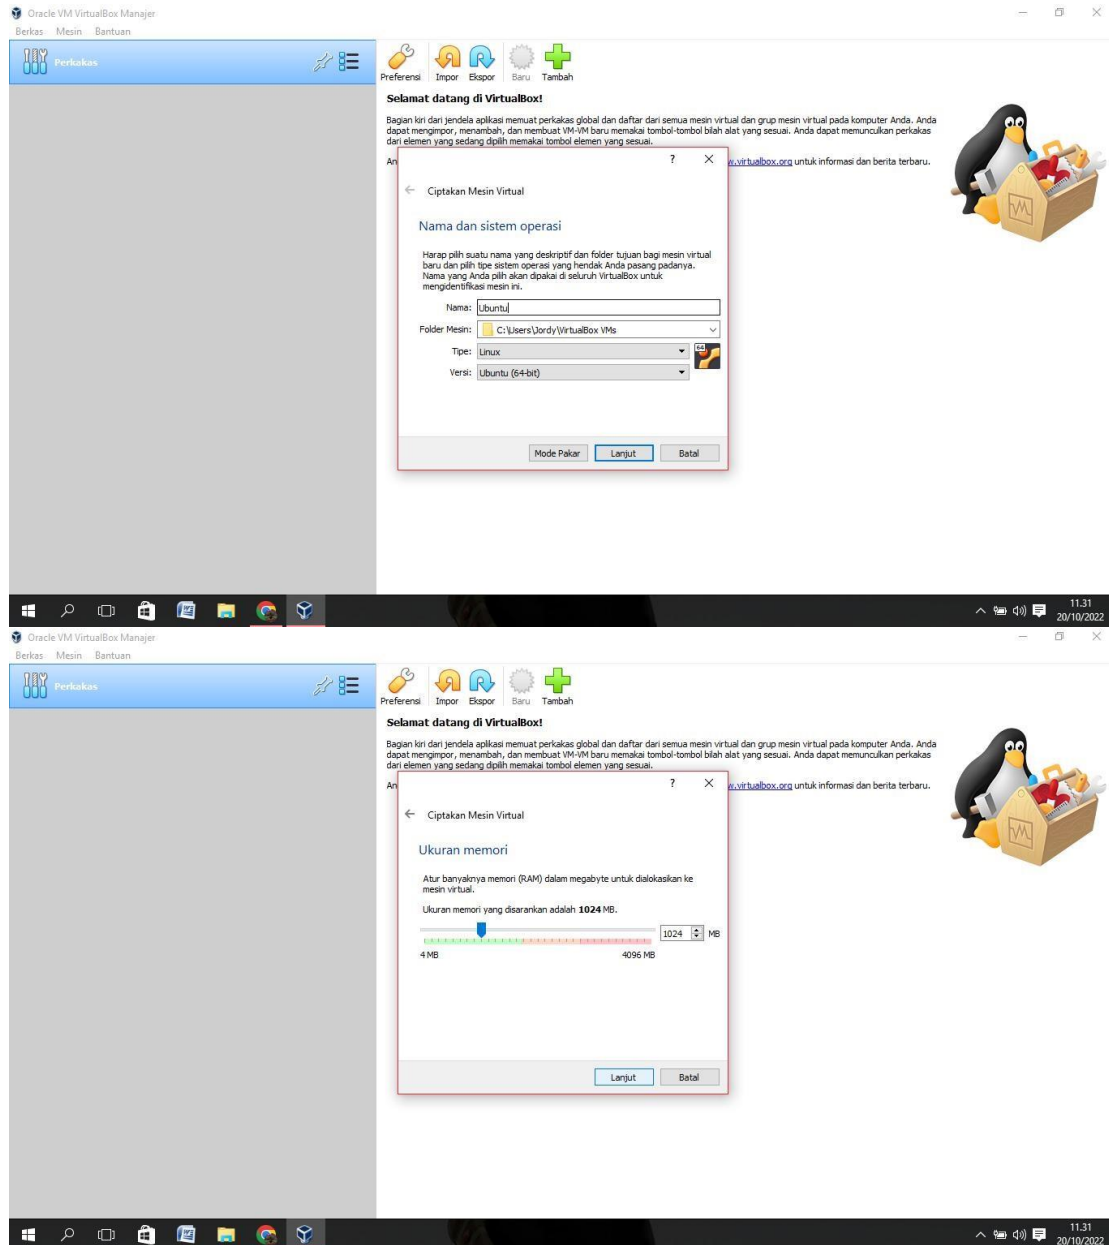 Oracle VM VirtualBox Manajer
Berkas Mesin Bantuan
Perkakas
Preferensi Impor Ekspor Baru Tambah
Selamat datang di VirtualBox!
Bagian kiri dari jendela aplikasi memuat perkakas global dan daftar dari semua mesin virtual dan grup mesin virtual pada komputer Anda. Anda
dapat mengimpor, menambah, dan membuat VM-VM baru memakai tombol-tombol bilah alat yang sesuai. Anda dapat memunculkan perkakas
dari elemen yang sedang dipilih memakai tombol elemen yang sesuai.
An
w.virtualbox.org untuk informasi dan berita terbaru.
?
Ciptakan Mesin Virtual
Nama dan sistem operasi
Harap pilih suatu nama yang deskriptif dan folder tujuan bagi mesin virtual
baru dan pilih tipe sistem operasi yang hendak Anda pasang padanya.
Nama yang Anda pilih akan dipakai di seluruh VirtualBox untuk
mengidentifikasi mesin ini.
Nama: Ubuntu
Folder Mesin: C:\Users\Jordy\VirtualBox VMs
Tipe: Linux
64
Versi: Ubuntu (64-bit)
Mode Pakar Lanjut Batal
11.31
20/10/2022
Oracle VM VirtualBox Manajer
Berkas Mesin Bantuan
Perkakas
Preferensi Impor Ekspor Baru Tambah
Selamat datang di VirtualBox!
Bagian kiri dari jendela aplikasi memuat perkakas global dan daftar dari semua mesin virtual dan grup mesin virtual pada komputer Anda. Anda
dapat mengimpor, menambah, dan membuat VM-VM baru memakai tombol-tombol bilah alat yang sesuai. Anda dapat memunculkan perkakas
dari elemen yang sedang dipilih memakai tombol elemen yang sesuai.
An
w.virtualbox.org untuk informasi dan berita terbaru.
?
Ciptakan Mesin Virtual
Ukuran memori
Atur banyaknya memori (RAM) dalam megabyte untuk dialokasikan ke
mesin virtual.
Ukuran memori yang disarankan adalah 1024 MB.
1024 MB
4 MB 4096 MB
Lanjut Batal
11.31
20/10/2022